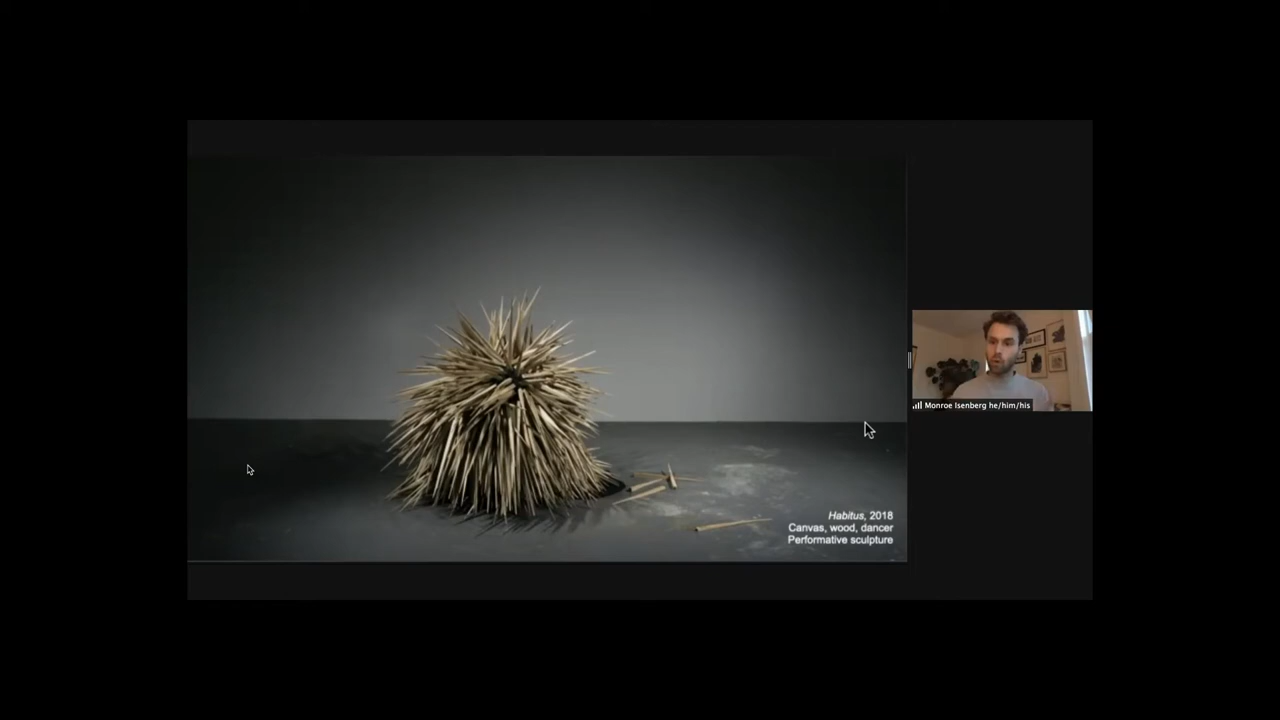 Habitus, 2018
Canvas, wood, dancer
Performative sculpture
Monroe Isenberg he/him/his